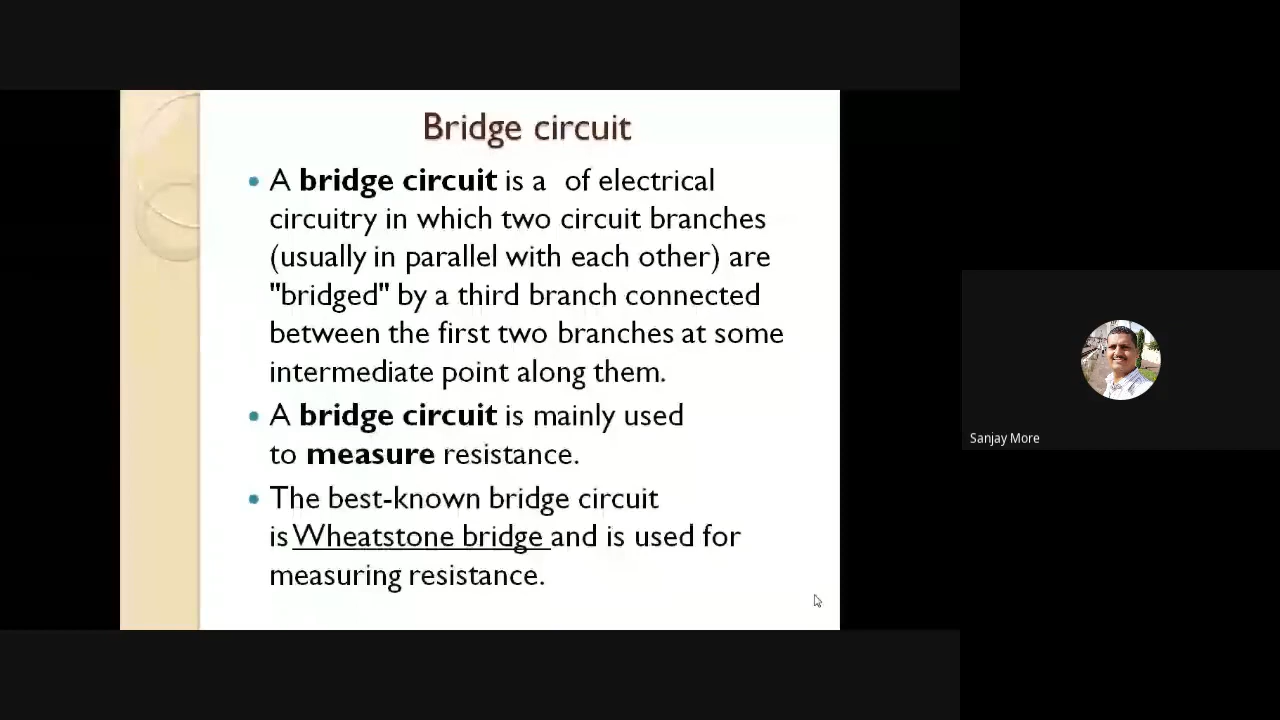 Bridge circuit
• A bridge circuit is a  of electrical
circuitry in which two circuit branches
(usually in parallel with each other) are
"bridged" by a third branch connected
between the first two branches at some
intermediate point along them.
• A bridge circuit is mainly used
to measure resistance.
• The best-known bridge circuit
is Wheatstone bridge and is used for
measuring resistance.
Sanjay More